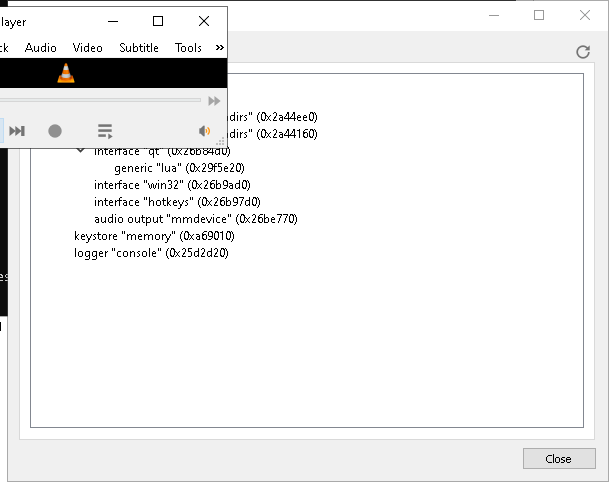 layer
ck Audio Video Subtitle Tools »
dirs" (0x2a44ee0)
dirs" (0x2a44160)
interface "qt" (0x26b84d0)
generic "lua" (0x29f5e20)
interface "win32" (0x26b9ad0)
interface "hotkeys" (0x26b97d0)
audio output "mmdevice" (0x26be770)
keystore "memory" (0xa69010)
logger "console" (0x25d2d20)
es
Close